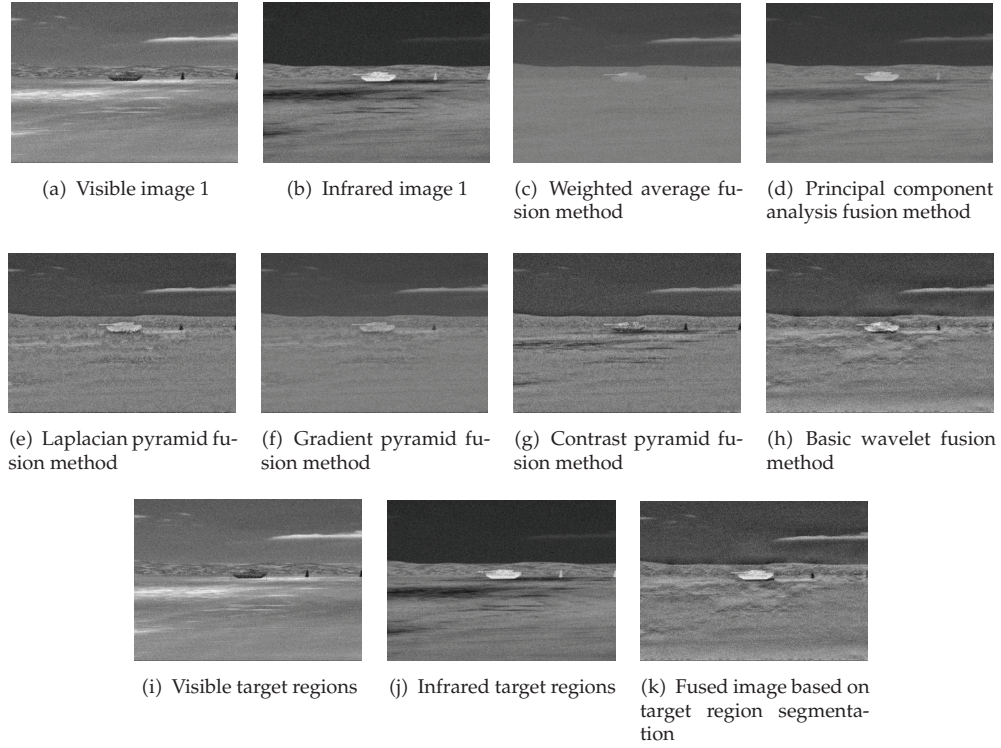 (a) Visible image 1
(b) Infrared image 1
(c) Weighted average fu-
sion method
(d) Principal component
analysis fusion method
(e) Laplacian pyramid fu-
sion method
(f) Gradient pyramid fu-
sion method
(g) Contrast pyramid fu-
sion method
(h) Basic wavelet fusion
method
(i) Visible target regions
(j) Infrared target regions
(k) Fused image based on
target region segmenta-
tion